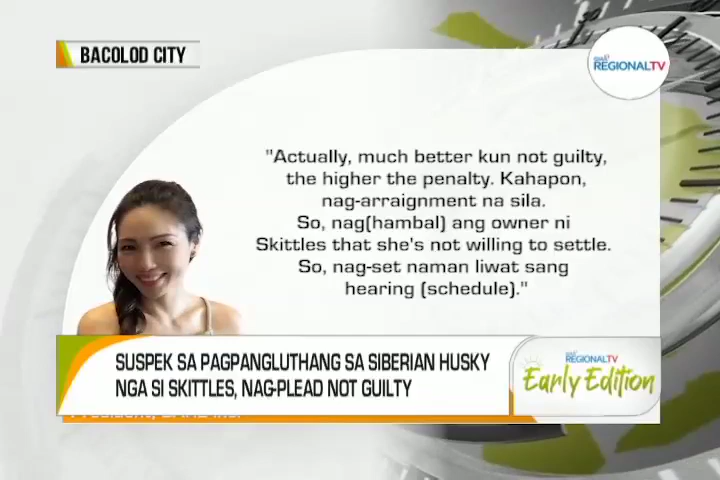 BACOLOD CITY
REGIONALTV
"Actually, much better kun not guilty,
the higher the penalty. Kahapon,
nag-arraignment na sila.
So, nag(hambal) ang owner ni
Skittles that she's not willing to settle.
So, nag-set naman liwat sang
hearing (schedule)."
SUSPEK SA PAGPANGLUTHANG SA SIBERIAN HUSKY
NGA SI SKITTLES, NAG-PLEAD NOT GUILTY
REGIONALTV
Early Edition